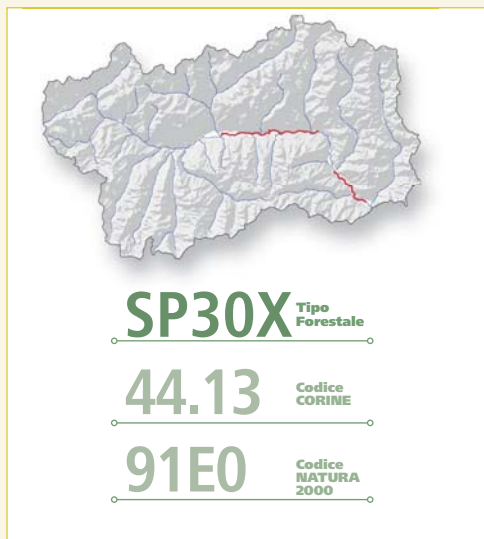 SP30X Tipo
Forestale
44.13 Codice
CORINE
91E0 Codice
NATURA
2000